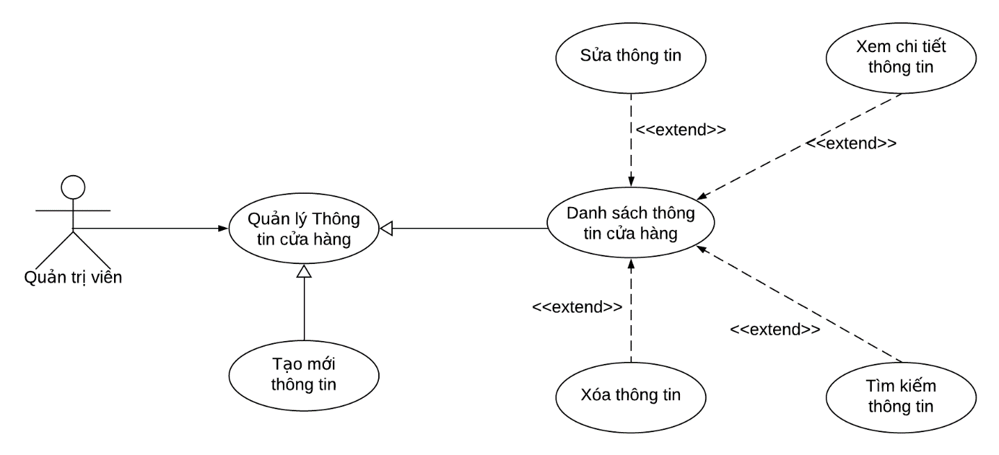 Sửa thông tin
Xem chi tiết
thông tin
<<extend>>
<<extend>>
Quản lý Thông
tin cửa hàng
Danh sách thông
tin cửa hàng
Quản trị viên
<<extend>>
<<extend>>
Tạo mới
thông tin
Xóa thông tin
Tìm kiếm
thông tin